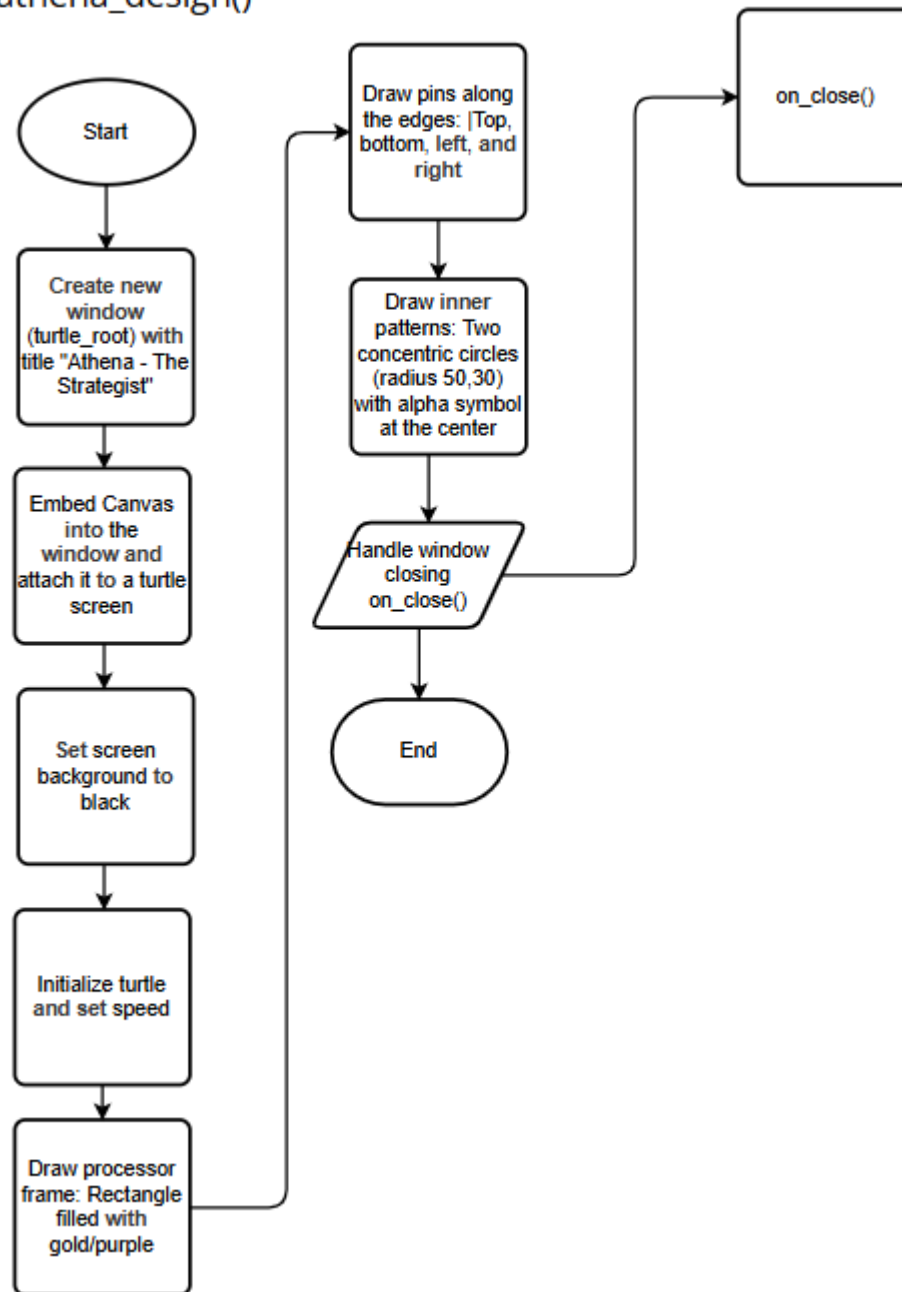 athena_design()
Start
Create new
window
(turtle_root) with
title "Athena - The
Strategist"
Embed Canvas
into the
window and
attach it to a turtle
screen
Set screen
background to
black
Initialize turtle
and set speed
Draw processor
frame: Rectangle
filled with
gold/purple
Draw pins along
the edges: |Top,
bottom, left, and
right
Draw inner
patterns: Two
concentric circles
(radius 50,30)
with alpha symbol
at the center
Handle window
closing
on_close()
End
on_close()